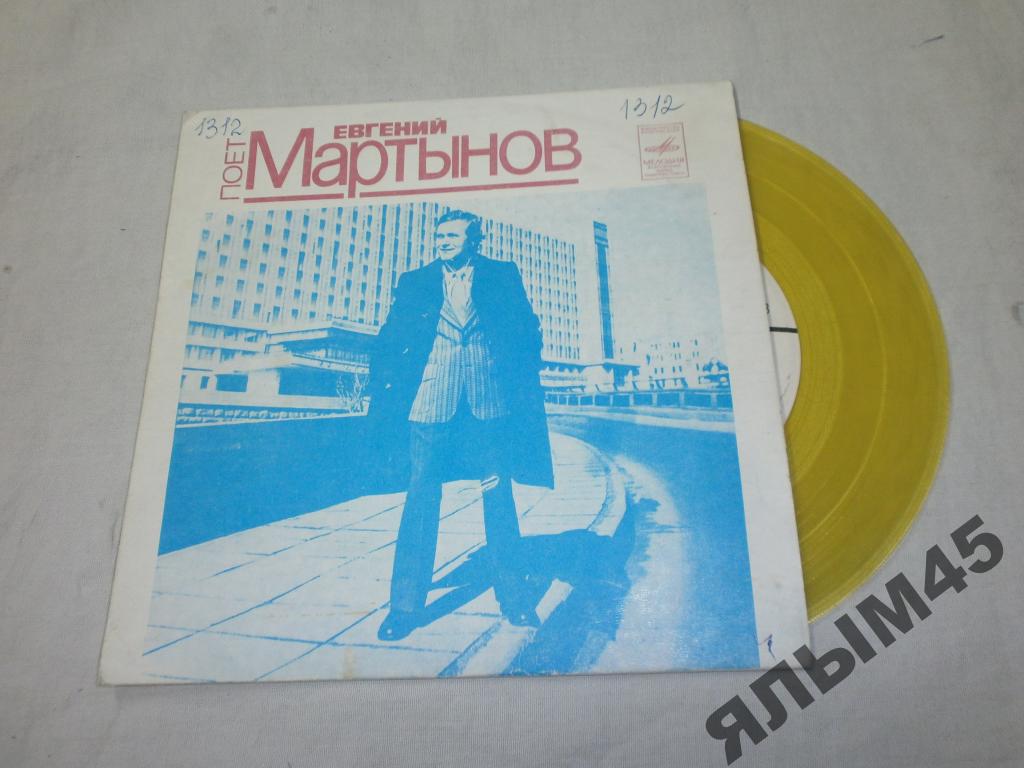 1312
1312
ПОЕТ
ЕВГЕНИЙ
Мартынов
МЕЛОДИЯ
ЯЛЫМ45